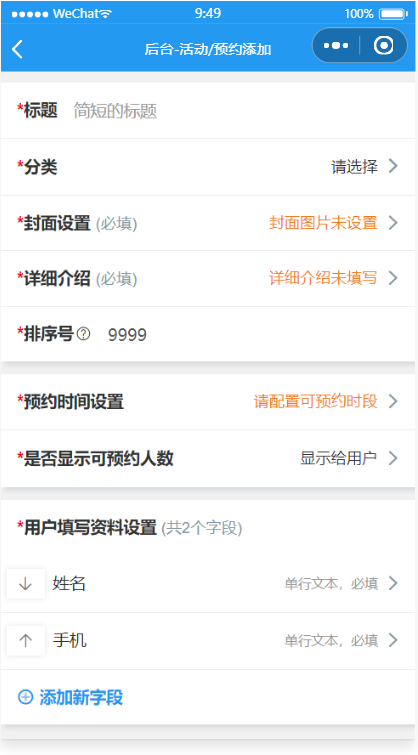 WeChat 9:49 100%
后台-活动/预约添加
*标题 简短的标题
*分类 请选择
*封面设置 (必填) 封面图片未设置
*详细介绍 (必填) 详细介绍未填写
*排序号? 9999
*预约时间设置 请配置可预约时段
*是否显示可预约人数 显示给用户
*用户填写资料设置 (共2个字段)
↓ 姓名 单行文本，必填
↑ 手机 单行文本，必填
⊕ 添加新字段